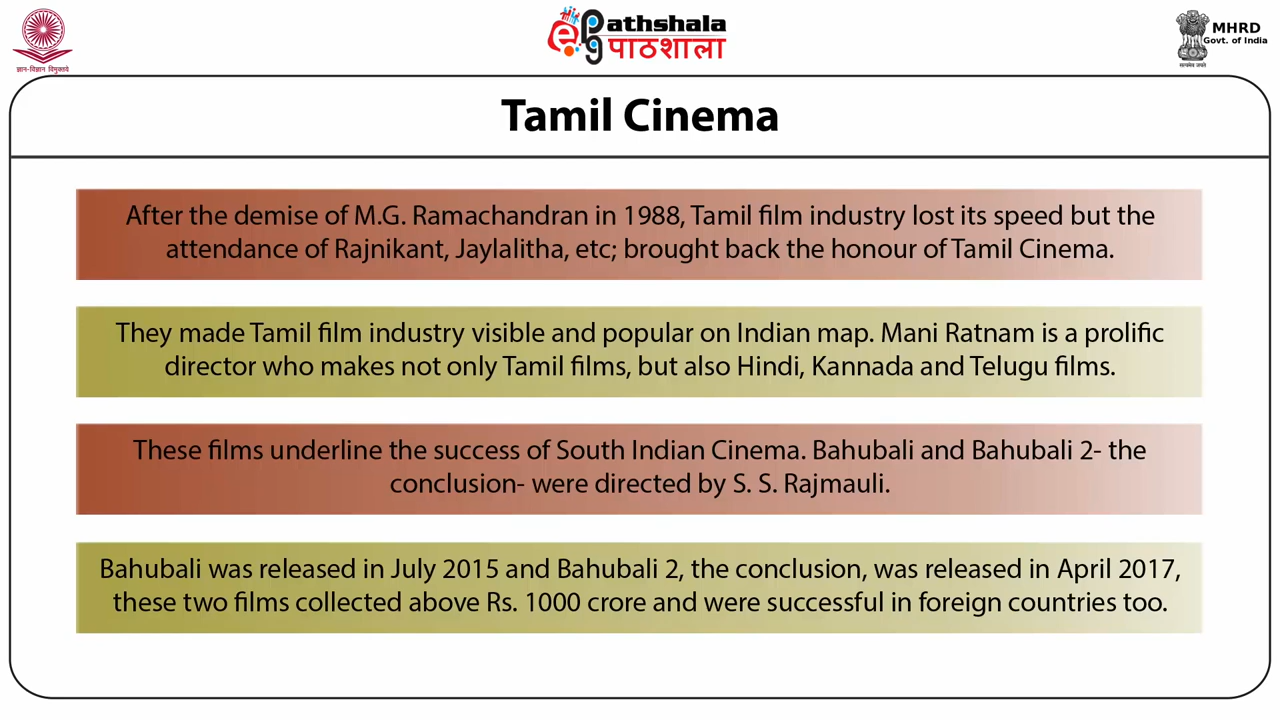 ज्ञान-विज्ञान विमुक्तये
ePathshala
पाठशाला
MHRD
Govt. of India
सत्यमेव जयते
Tamil Cinema
After the demise of M.G. Ramachandran in 1988, Tamil film industry lost its speed but the
attendance of Rajnikant, Jaylalitha, etc; brought back the honour of Tamil Cinema.
They made Tamil film industry visible and popular on Indian map. Mani Ratnam is a prolific
director who makes not only Tamil films, but also Hindi, Kannada and Telugu films.
These films underline the success of South Indian Cinema. Bahubali and Bahubali 2- the
conclusion- were directed by S. S. Rajmauli.
Bahubali was released in July 2015 and Bahubali 2, the conclusion, was released in April 2017,
these two films collected above Rs. 1000 crore and were successful in foreign countries too.